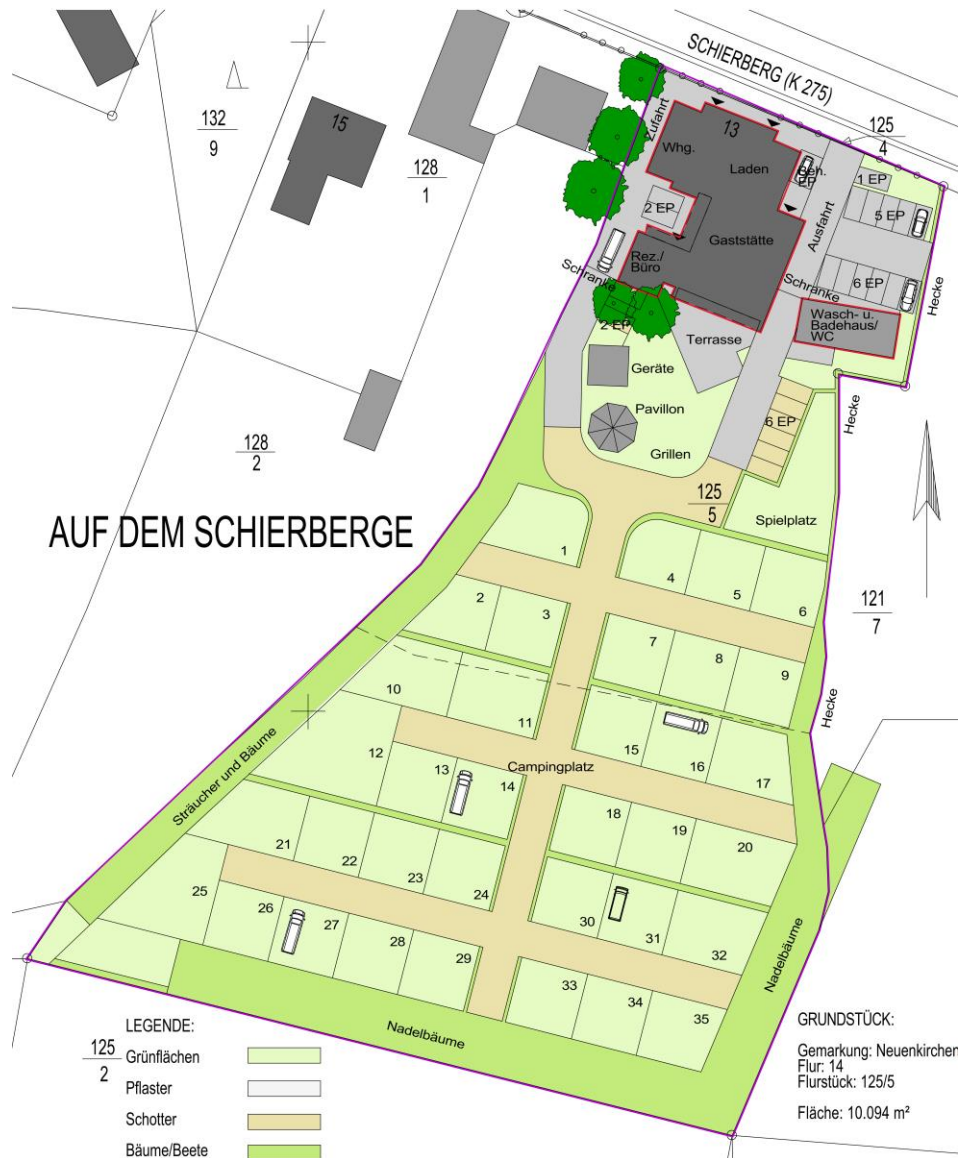 SCHIERBERG (K 275)
132
9
15
128
1
125
4
Zufahrt
13
Whg.
Laden
Beh.
EP
1 EP
2 EP
5 EP
Ausfahrt
Gaststätte
Rez./
Büro
Schranke
6 EP
Schranke
Hecke
2 EP
Wasch- u.
Badehaus/
WC
Terrasse
Geräte
Hecke
Pavillon
6 EP
Grillen
128
2
125
5
AUF DEM SCHIERBERGE
Spielplatz
1
4
5
6
121
7
2
3
7
8
9
Hecke
10
11
12
13
14
15
16
17
Campingplatz
Sträucher und Bäume
18
19
20
21
22
23
24
25
26
27
28
29
30
31
32
33
34
35
Nadelbäume
Nadelbäume
LEGENDE:
125
2
Grünflächen
Pflaster
Schotter
Bäume/Beete
GRUNDSTÜCK:
Gemarkung: Neuenkirchen
Flur: 14
Flurstück: 125/5
Fläche: 10.094 m²